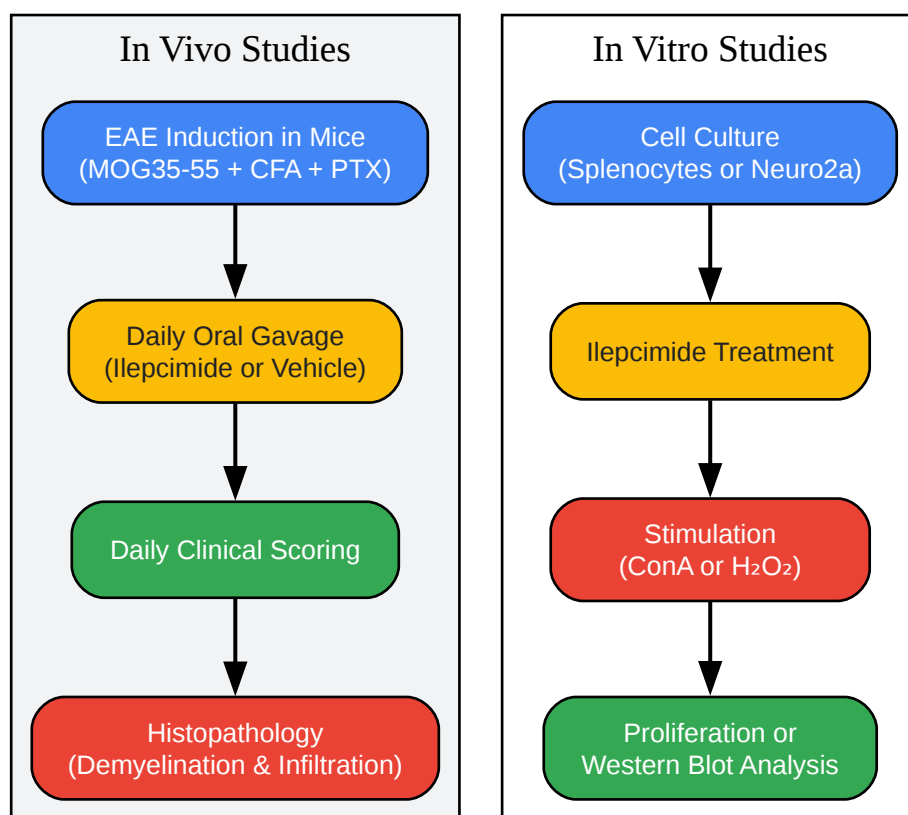 In Vivo Studies
EAE Induction in Mice
(MOG35-55 + CFA + PTX)
Daily Oral Gavage
(Ilepcimide or Vehicle)
Daily Clinical Scoring
Histopathology
(Demyelination & Infiltration)
In Vitro Studies
Cell Culture
(Splenocytes or Neuro2a)
Ilepcimide Treatment
Stimulation
(ConA or H₂O₂)
Proliferation or
Western Blot Analysis